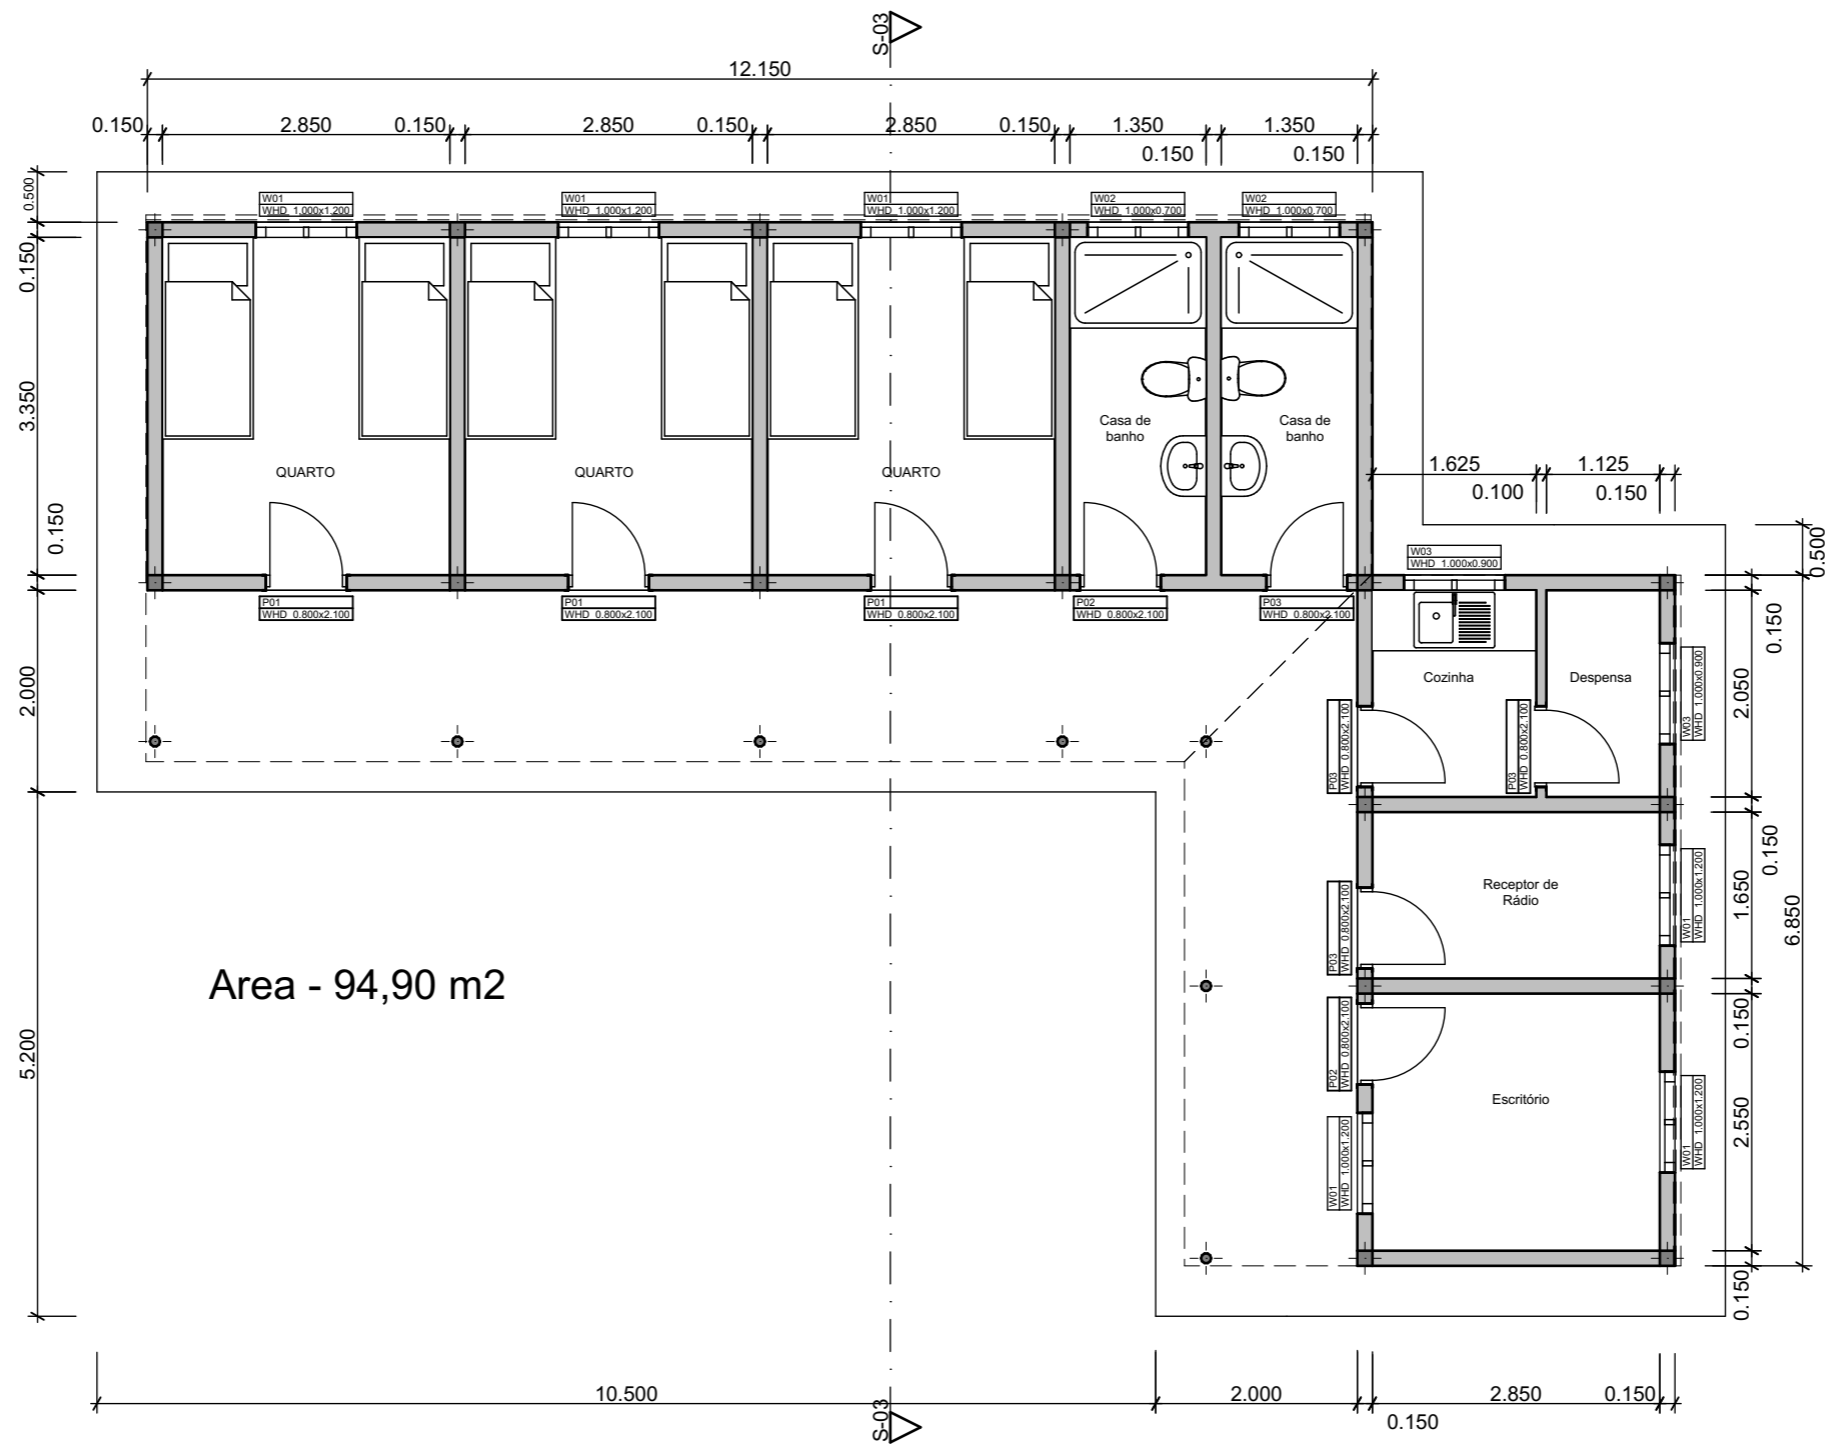 S-03
12.150
0.150
2.850
0.150
2.850
0.150
2.850
0.150
1.350
1.350
0.150
0.150
0.500
W01
WHD 1.000x1.200
W01
WHD 1.000x1.200
W01
WHD 1.000x1.200
W02
WHD 1.000x0.700
W02
WHD 1.000x0.700
0.150
3.350
Casa de
banho
Casa de
banho
QUARTO
QUARTO
QUARTO
1.625
1.125
0.100
0.150
0.150
0.500
W03
WHD 1.000x0.900
P01
WHD 0.800x2.100
P01
WHD 0.800x2.100
P01
WHD 0.800x2.100
P02
WHD 0.800x2.100
P03
WHD 0.800x2.100
0.150
2.000
Cozinha
Despensa
W03
WHD 1.000x0.900
2.050
P03
WHD 0.800x2.100
P03
WHD 0.800x2.100
0.150
Receptor de
Rádio
W01
WHD 1.000x1.200
1.650
6.850
P03
WHD 0.800x2.100
Area - 94,90 m2
0.150
P02
WHD 0.800x2.100
5.200
Escritório
W01
WHD 1.000x1.200
2.550
W01
WHD 1.000x1.200
0.150
10.500
2.000
2.850
0.150
0.150
S-03